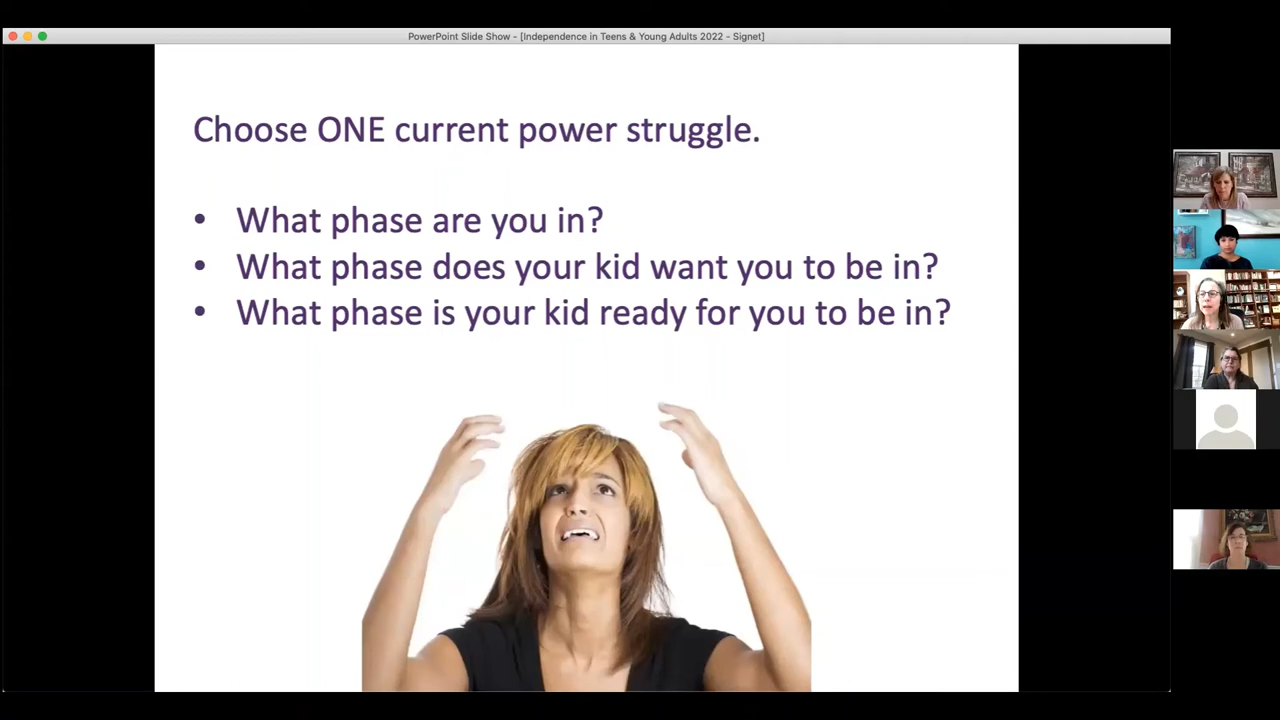 PowerPoint Slide Show - [Independence in Teens & Young Adults 2022 - Signet]
Choose ONE current power struggle.
• What phase are you in?
• What phase does your kid want you to be in?
• What phase is your kid ready for you to be in?